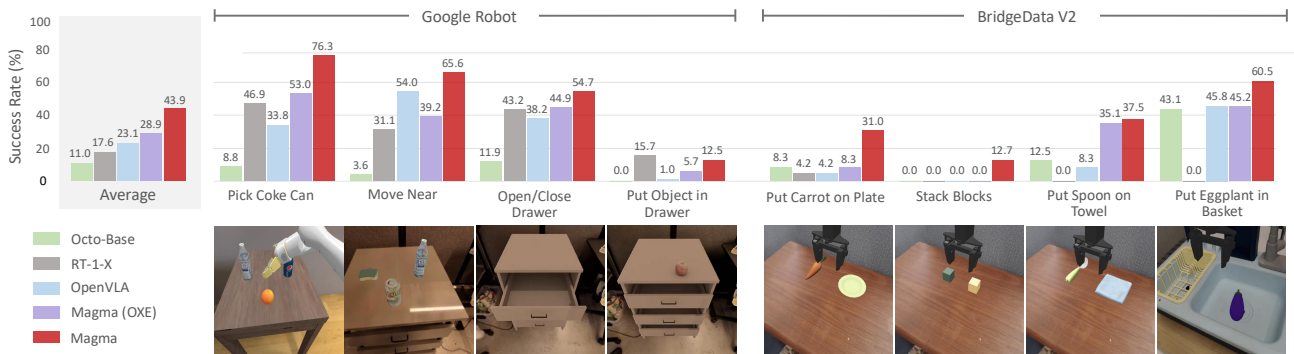 Google Robot
BridgeData V2
Success Rate (%)
100
80
60
40
20
0
11.0 17.6 23.1 28.9 43.9
Average
8.8 46.9 33.8 53.0 76.3
Pick Coke Can
3.6 31.1 54.0 39.2 65.6
Move Near
11.9 43.2 38.2 44.9 54.7
Open/Close
Drawer
0.0 15.7 1.0 5.7 12.5
Put Object in
Drawer
8.3 4.2 4.2 8.3 31.0
Put Carrot on Plate
0.0 0.0 0.0 0.0 12.7
Stack Blocks
12.5 0.0 8.3 35.1 37.5
Put Spoon on
Towel
43.1 0.0 45.8 45.2 60.5
Put Eggplant in
Basket
Octo-Base
RT-1-X
OpenVLA
Magma (OXE)
Magma